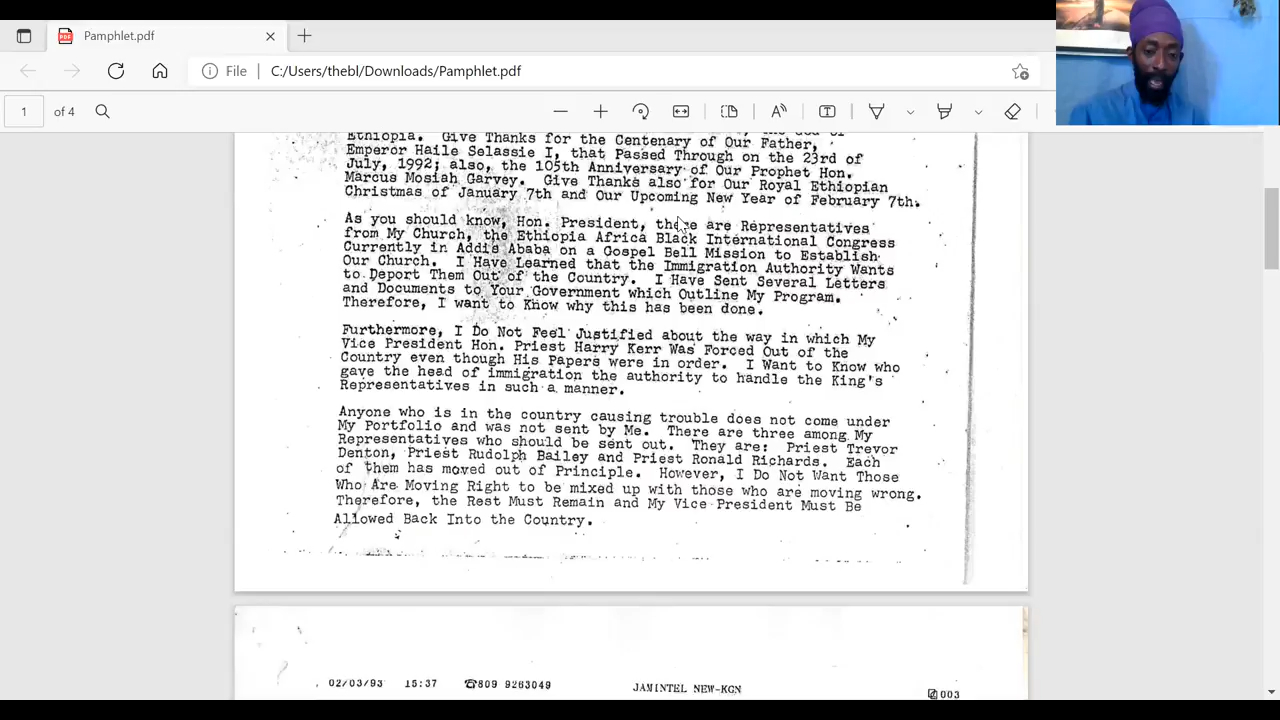 Pamphlet.pdf
File
C:/Users/thebl/Downloads/Pamphlet.pdf
1 of 4
Ethiopia. Give Thanks for the Centenary of Our Father,
Emperor Haile Selassie I, that Passed Through on the 23rd of
July, 1992; also, the 105th Anniversary of Our Prophet Hon.
Marcus Mosiah Garvey. Give Thanks also for Our Royal Ethiopian
Christmas of January 7th and Our Upcoming New Year of February 7th.
As you should know, Hon. President, there are Representatives
from My Church, the Ethiopia Africa Black International Congress
Currently in Addis Ababa on a Gospel Bell Mission to Establish
Our Church. I Have Learned that the Immigration Authority Wants
to Deport Them Out of the Country. I Have Sent Several Letters
and Documents to Your Government which Outline My Program.
Therefore, I want to Know why this has been done.
Furthermore, I Do Not Feel Justified about the way in which My
Vice President Hon. Priest Harry Kerr Was Forced Out of the
Country even though His Papers were in order. I Want to Know who
gave the head of immigration the authority to handle the King's
Representatives in such a manner.
Anyone who is in the country causing trouble does not come under
My Portfolio and was not sent by Me. There are three among My
Representatives who should be sent out. They are: Priest Trevor
Denton, Priest Rudolph Bailey and Priest Ronald Richards. Each
of them has moved out of Principle. However, I Do Not Want Those
Who Are Moving Right to be mixed up with those who are moving wrong.
Therefore, the Rest Must Remain and My Vice President Must Be
Allowed Back Into the Country.
02/03/93 15:37 ☎809 9263049 JAMINTEL NEW-KGN 003